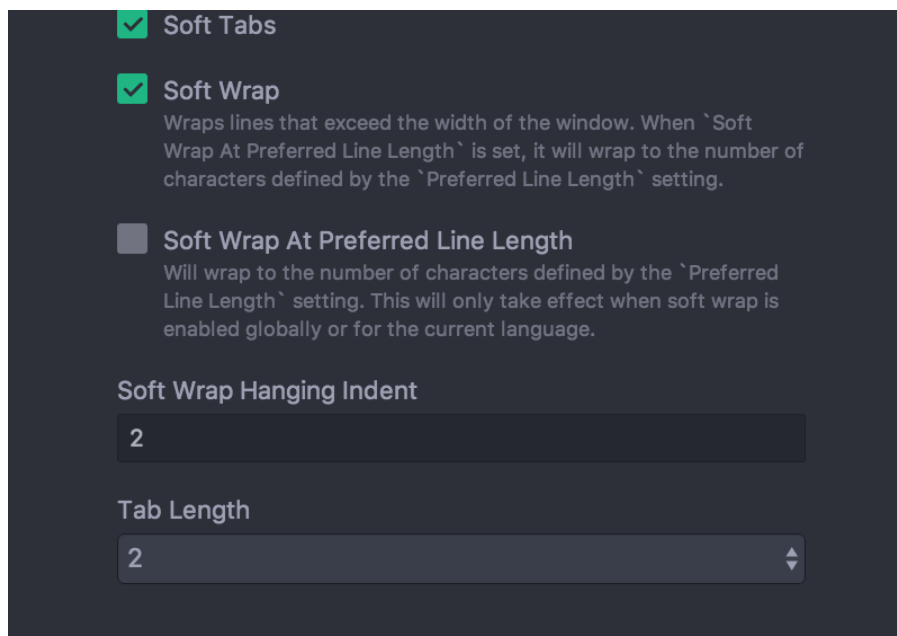 Soft Tabs
Soft Wrap
Wraps lines that exceed the width of the window. When `Soft
Wrap At Preferred Line Length` is set, it will wrap to the number of
characters defined by the `Preferred Line Length` setting.
Soft Wrap At Preferred Line Length
Will wrap to the number of characters defined by the `Preferred
Line Length` setting. This will only take effect when soft wrap is
enabled globally or for the current language.
Soft Wrap Hanging Indent
2
Tab Length
2